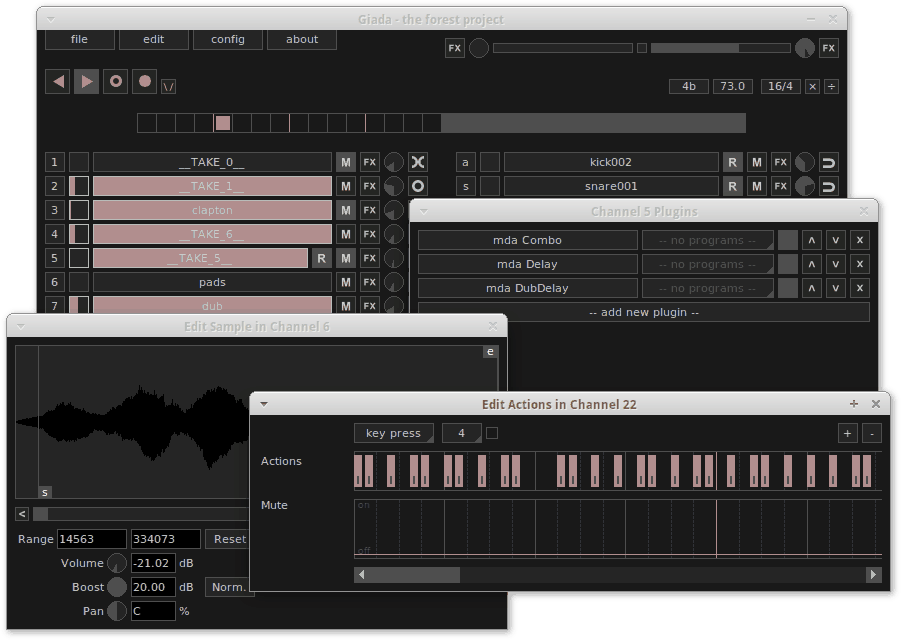 Giada - the forest project
file edit config about
FX FX
\/ 4b 73.0 16/4 × ÷
1 __TAKE_0__ M FX
2 __TAKE_1__ M FX
3 clapton M FX
4 __TAKE_6__ M FX
5 __TAKE_5__ R M FX
6 pads M FX
7 dub M FX
a kick002 R M FX
s snare001 R M FX
Channel 5 Plugins
mda Combo -- no programs -- ʌ v x
mda Delay -- no programs -- ʌ v x
mda DubDelay -- no programs -- ʌ v x
-- add new plugin --
Edit Sample in Channel 6
e
s
<
Range 14563 334073 Reset
Volume -21.02 dB
Boost 20.00 dB Norm.
Pan C %
Edit Actions in Channel 22
key press 4 + -
Actions
Mute
on
off